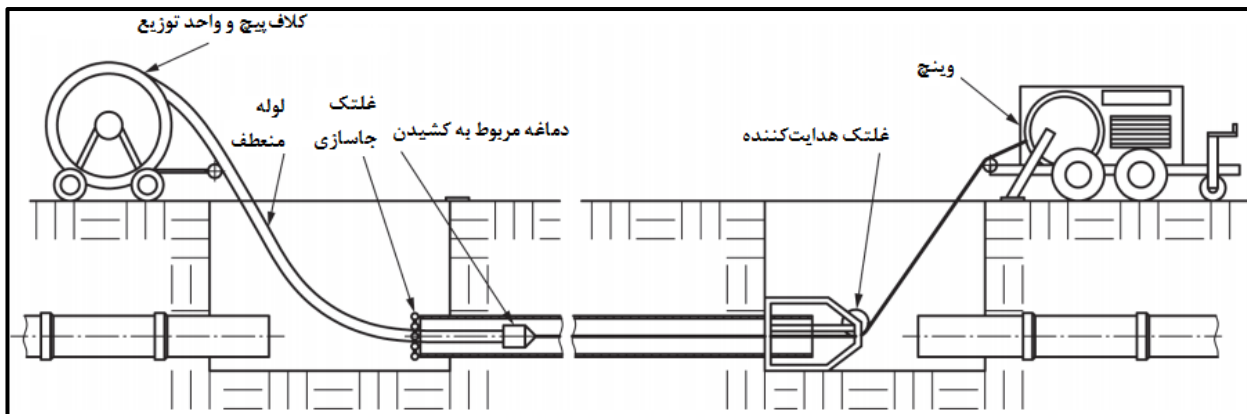 کلاف پیچ و واحد توزیع
لوله
منعطف
غلتک
جاسازی
دماغه مربوط به کشیدن
غلتک هدایت‌کننده
وینچ